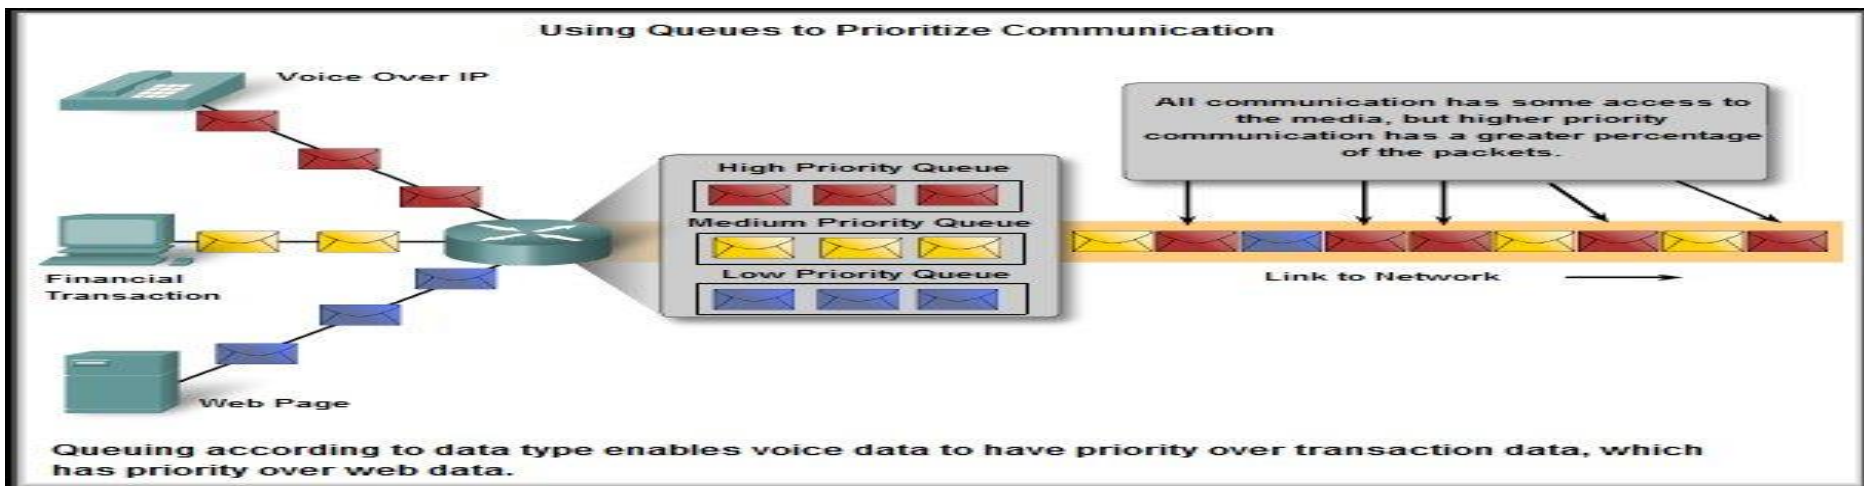 Using Queues to Prioritize Communication
Voice Over IP
All communication has some access to
the media, but higher priority
communication has a greater percentage
of the packets.
High Priority Queue
Medium Priority Queue
Low Priority Queue
Financial
Transaction
Link to Network
Web Page
Queuing according to data type enables voice data to have priority over transaction data, which
has priority over web data.